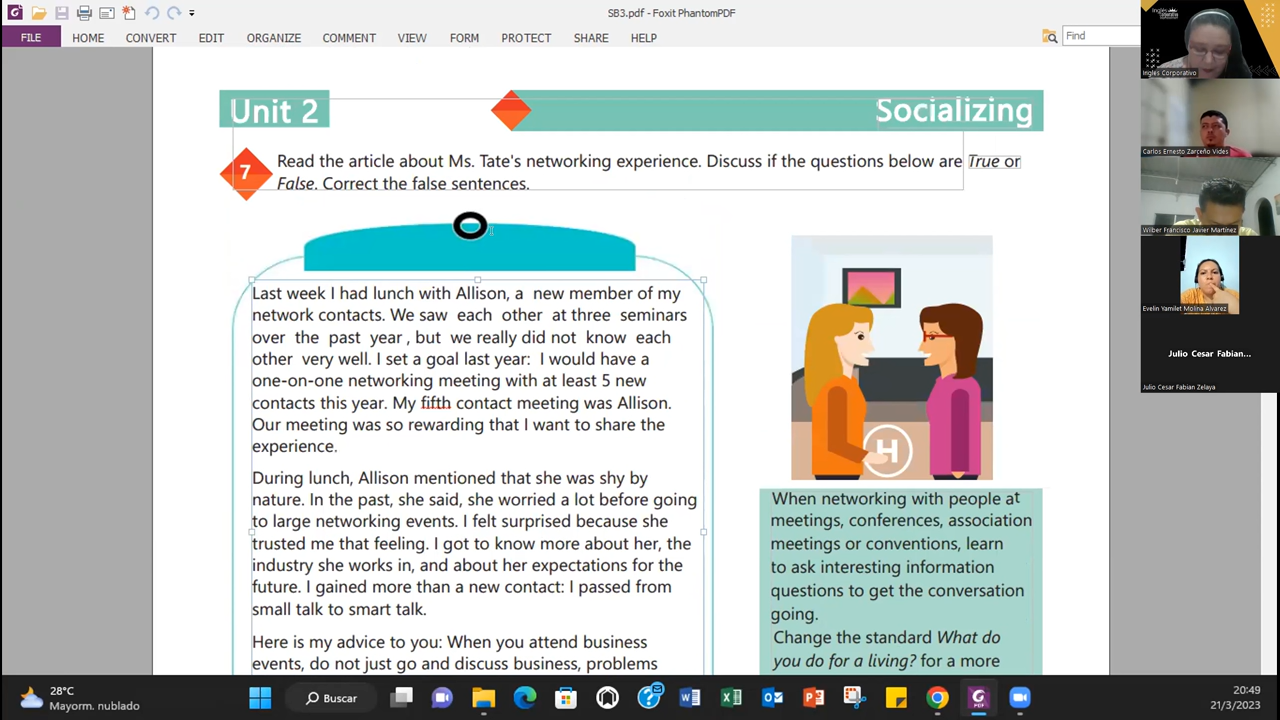 SB3.pdf - Foxit PhantomPDF
FILE HOME CONVERT EDIT ORGANIZE COMMENT VIEW FORM PROTECT SHARE HELP
Find
Unit 2
Socializing
7
Read the article about Ms. Tate's networking experience. Discuss if the questions below are True or
False. Correct the false sentences.
Last week I had lunch with Allison, a new member of my
network contacts. We saw each other at three seminars
over the past year , but we really did not know each
other very well. I set a goal last year: I would have a
one-on-one networking meeting with at least 5 new
contacts this year. My fifth contact meeting was Allison.
Our meeting was so rewarding that I want to share the
experience.
During lunch, Allison mentioned that she was shy by
nature. In the past, she said, she worried a lot before going
to large networking events. I felt surprised because she
trusted me that feeling. I got to know more about her, the
industry she works in, and about her expectations for the
future. I gained more than a new contact: I passed from
small talk to smart talk.
Here is my advice to you: When you attend business
events, do not just go and discuss business, problems
H
When networking with people at
meetings, conferences, association
meetings or conventions, learn
to ask interesting information
questions to get the conversation
going.
Change the standard What do
you do for a living? for a more
Inglés Corporativo
Carlos Ernesto Zarceño Vides
Wilber Francisco Javier Martínez
Evelin Yamilet Molina Alvarez
Julio Cesar Fabian...
Julio Cesar Fabian Zelaya
28°C
Mayorm. nublado
Buscar
20:49
21/3/2023